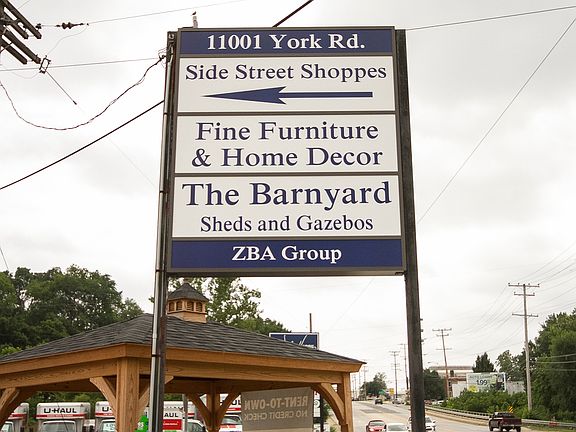 11001 York Rd.
Side Street Shoppes
Fine Furniture
& Home Decor
The Barnyard
Sheds and Gazebos
ZBA Group
RENT-TO-OWN
NO CREDIT CHECK
U-HAUL
U-HAUL